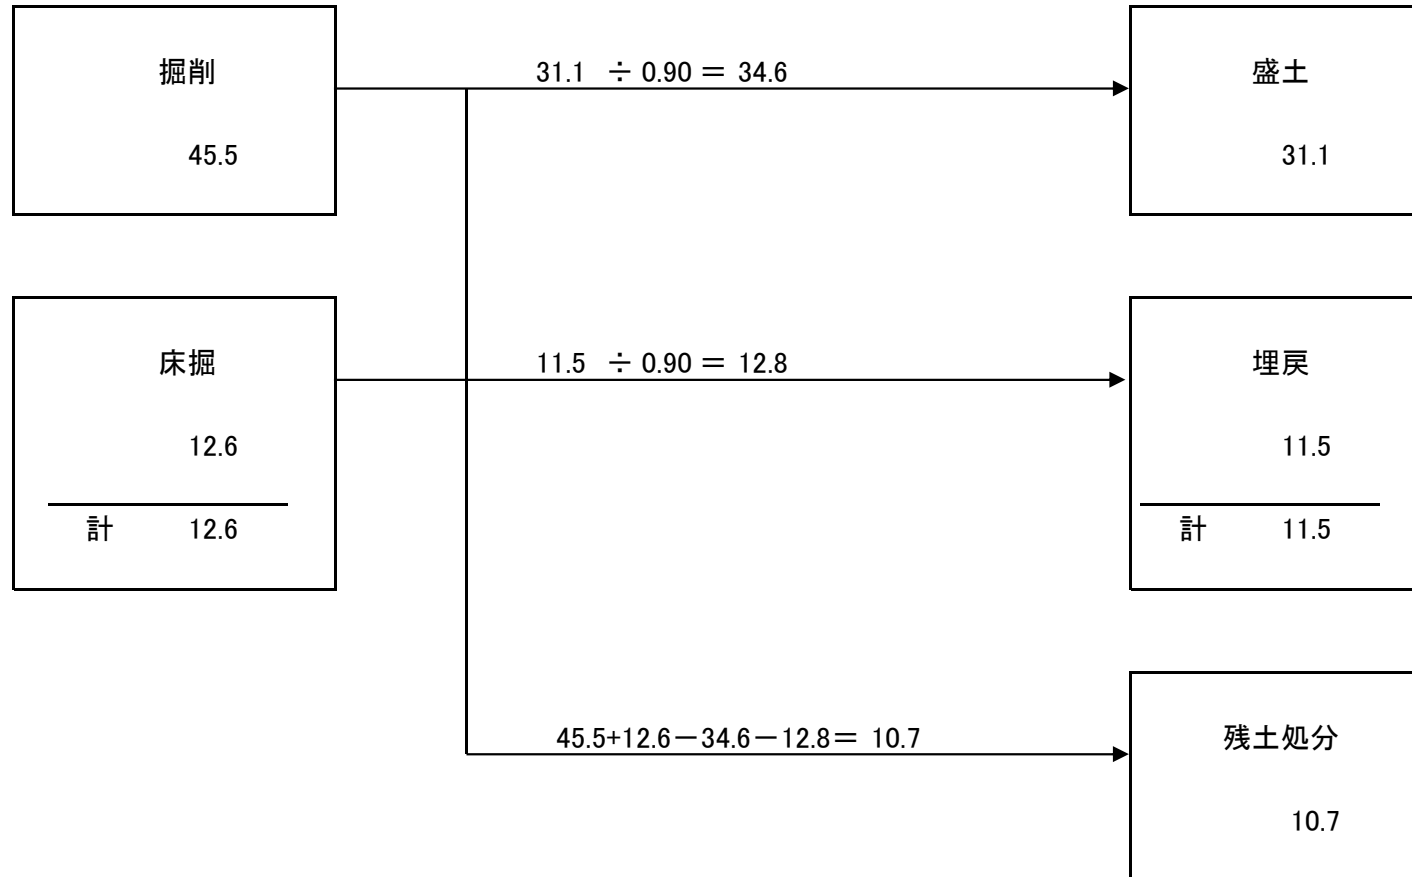 掘削
31.1 ÷ 0.90 = 34.6
盛土
45.5
31.1
床掘
11.5 ÷ 0.90 = 12.8
埋戻
12.6
11.5
計 12.6
計 11.5
45.5+12.6－34.6－12.8＝ 10.7
残土処分
10.7